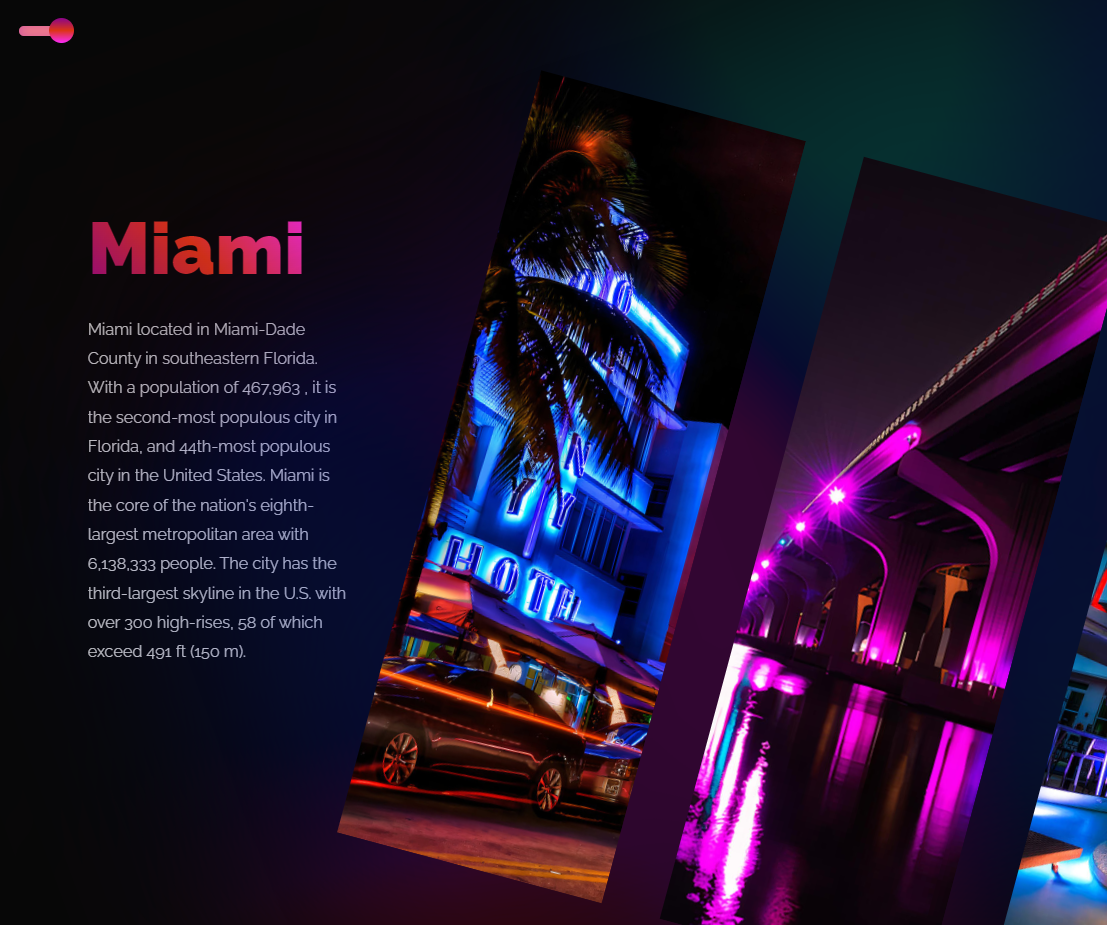 Miami
Miami located in Miami-Dade
County in southeastern Florida.
With a population of 467,963 , it is
the second-most populous city in
Florida, and 44th-most populous
city in the United States. Miami is
the core of the nation's eighth-
largest metropolitan area with
6,138,333 people. The city has the
third-largest skyline in the U.S. with
over 300 high-rises, 58 of which
exceed 491 ft (150 m).
HOTEL